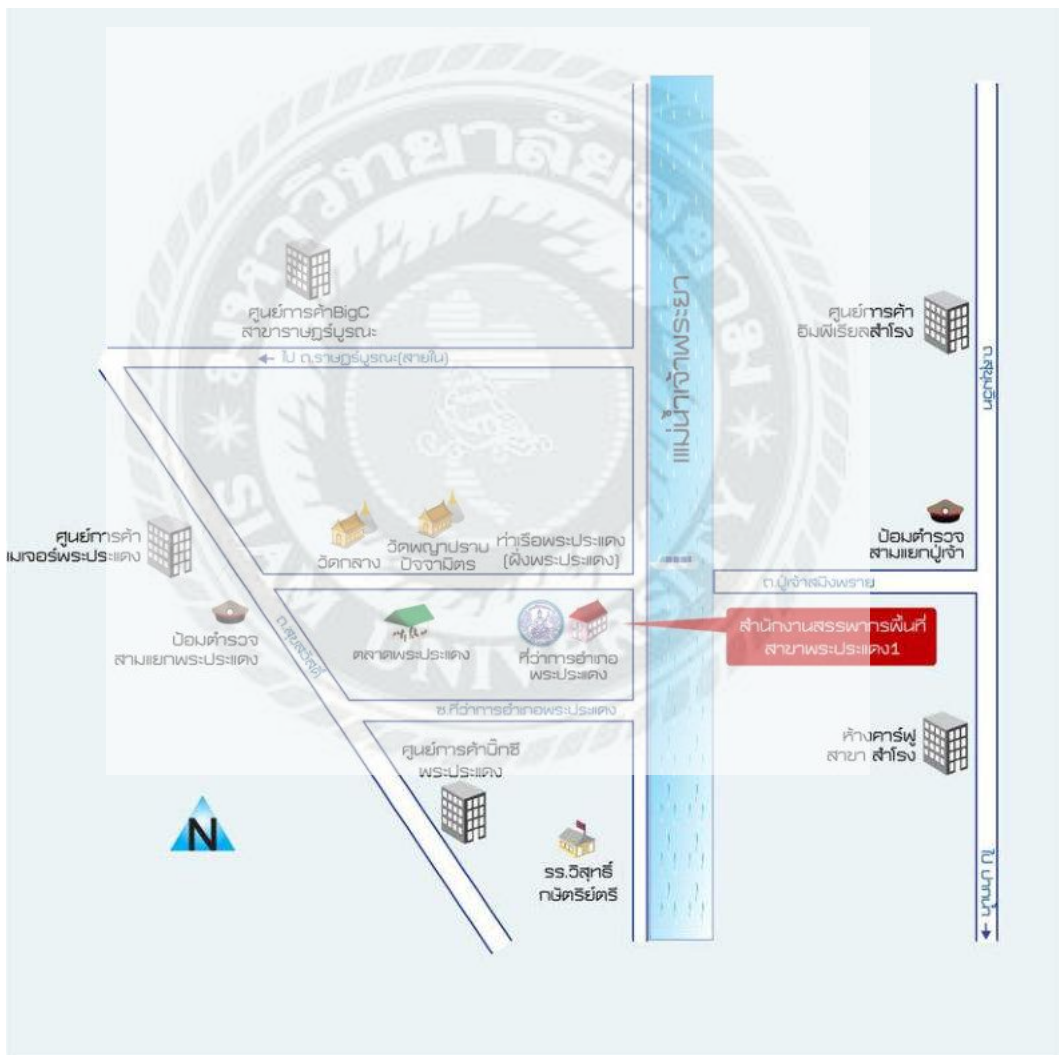 มหาวิทยาลัยสยาม
SIAM UNIVERSITY
ศูนย์การค้าBigC
สาขาราษฎร์บูรณะ
← ไป ถ.ราษฎร์บูรณะ(สายใน)
แม่น้ำเจ้าพระยา
ศูนย์การค้า
อิมพีเรียลสำโรง
ถ.สุขุมวิท
ศูนย์การค้า
เมเจอร์พระประแดง
วัดกลาง
วัดพญาปราบ
ปัจจามิตร
ท่าเรือพระประแดง
(ฝั่งพระประแดง)
ป้อมตำรวจ
สามแยกปู่เจ้า
ถ.ปู่เจ้าสมิงพราย
ป้อมตำรวจ
สามแยกพระประแดง
ถ.สุขสวัสดิ์
ตลาดพระประแดง
ที่ว่าการอำเภอ
พระประแดง
สำนักงานสรรพากรพื้นที่
สาขาพระประแดง1
ซ.ที่ว่าการอำเภอพระประแดง
ศูนย์การค้าบิ๊กซี
พระประแดง
ห้างคาร์ฟู
สาขา สำโรง
N
รร.วิสุทธิ์
กษัตริย์ตรี
ไป ปากน้ำ →